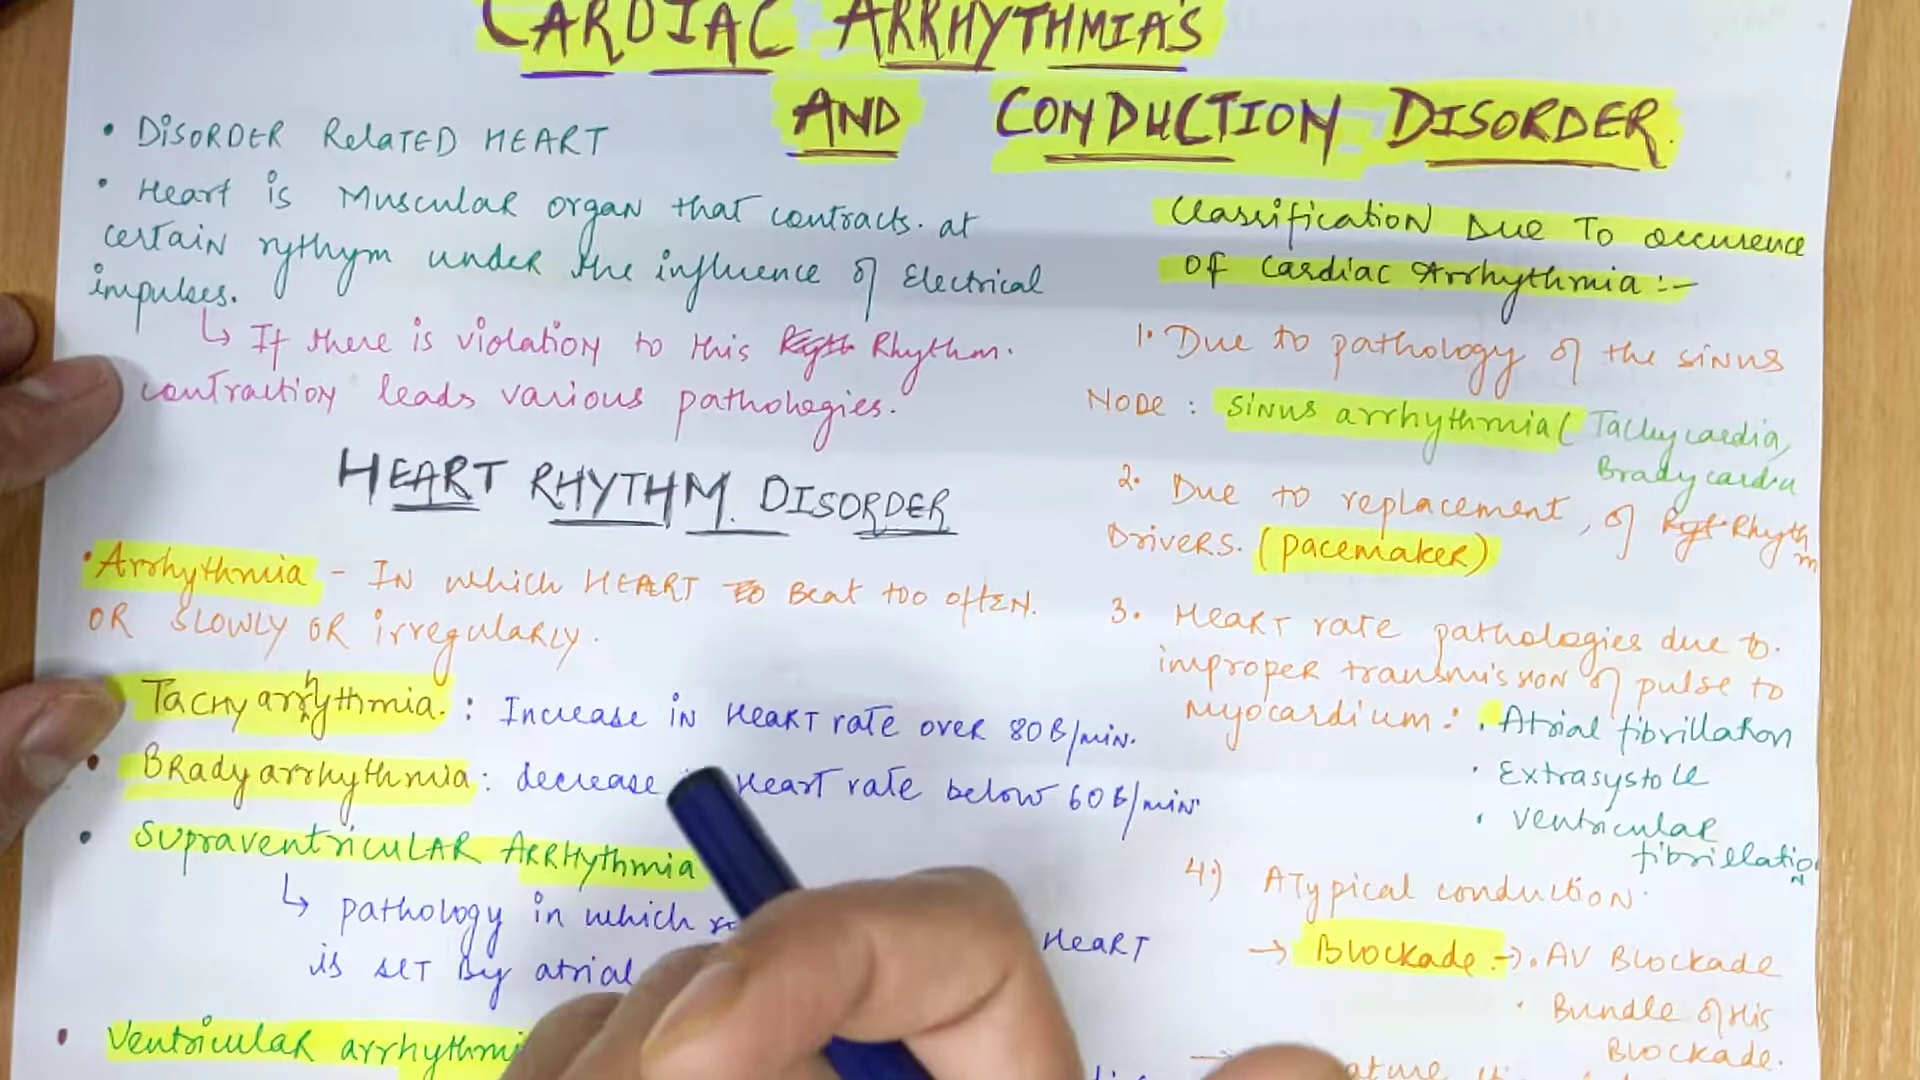 CARDIAC ARRHYTHMIA'S
AND CONDUCTION DISORDER.
• DISORDER RELATED HEART
• Heart is Muscular organ that contracts. at
certain rythym under the influence of Electrical
impulses.
↳ If there is violation to this Rhythm.
contraction leads various pathologies.
HEART RHYTHM. DISORDER
• Arrhythmia - IN which HEART Beat too oftEN.
OR SLOWLY OR irregularly.
Tachyarrhythmia. : Increase in Heart rate over 80B/min.
• Bradyarrhythmia : decrease Heart rate below 60B/min.
• Supraventricular Arrhythmia
↳ pathology in which HEART
is set By atrial
• Ventricular arrhythmi
Classification Due To occurence
of Cardiac Arrhythmia :-
1. Due to pathology of the sinus
NODE : sinus arrhythmia ( Tachycardia,
Bradycardia
2. Due to replacement, of Rhythm
Drivers. (pacemaker)
3. Heart rate pathologies due to.
improper transmission of pulse to
Myocardium : • Atrial fibrillation
• Extrasystole
• Ventricular
fibrillation
4.) Atypical conduction.
→ Blockade. → • AV Blockade
• Bundle of His
Blockade.